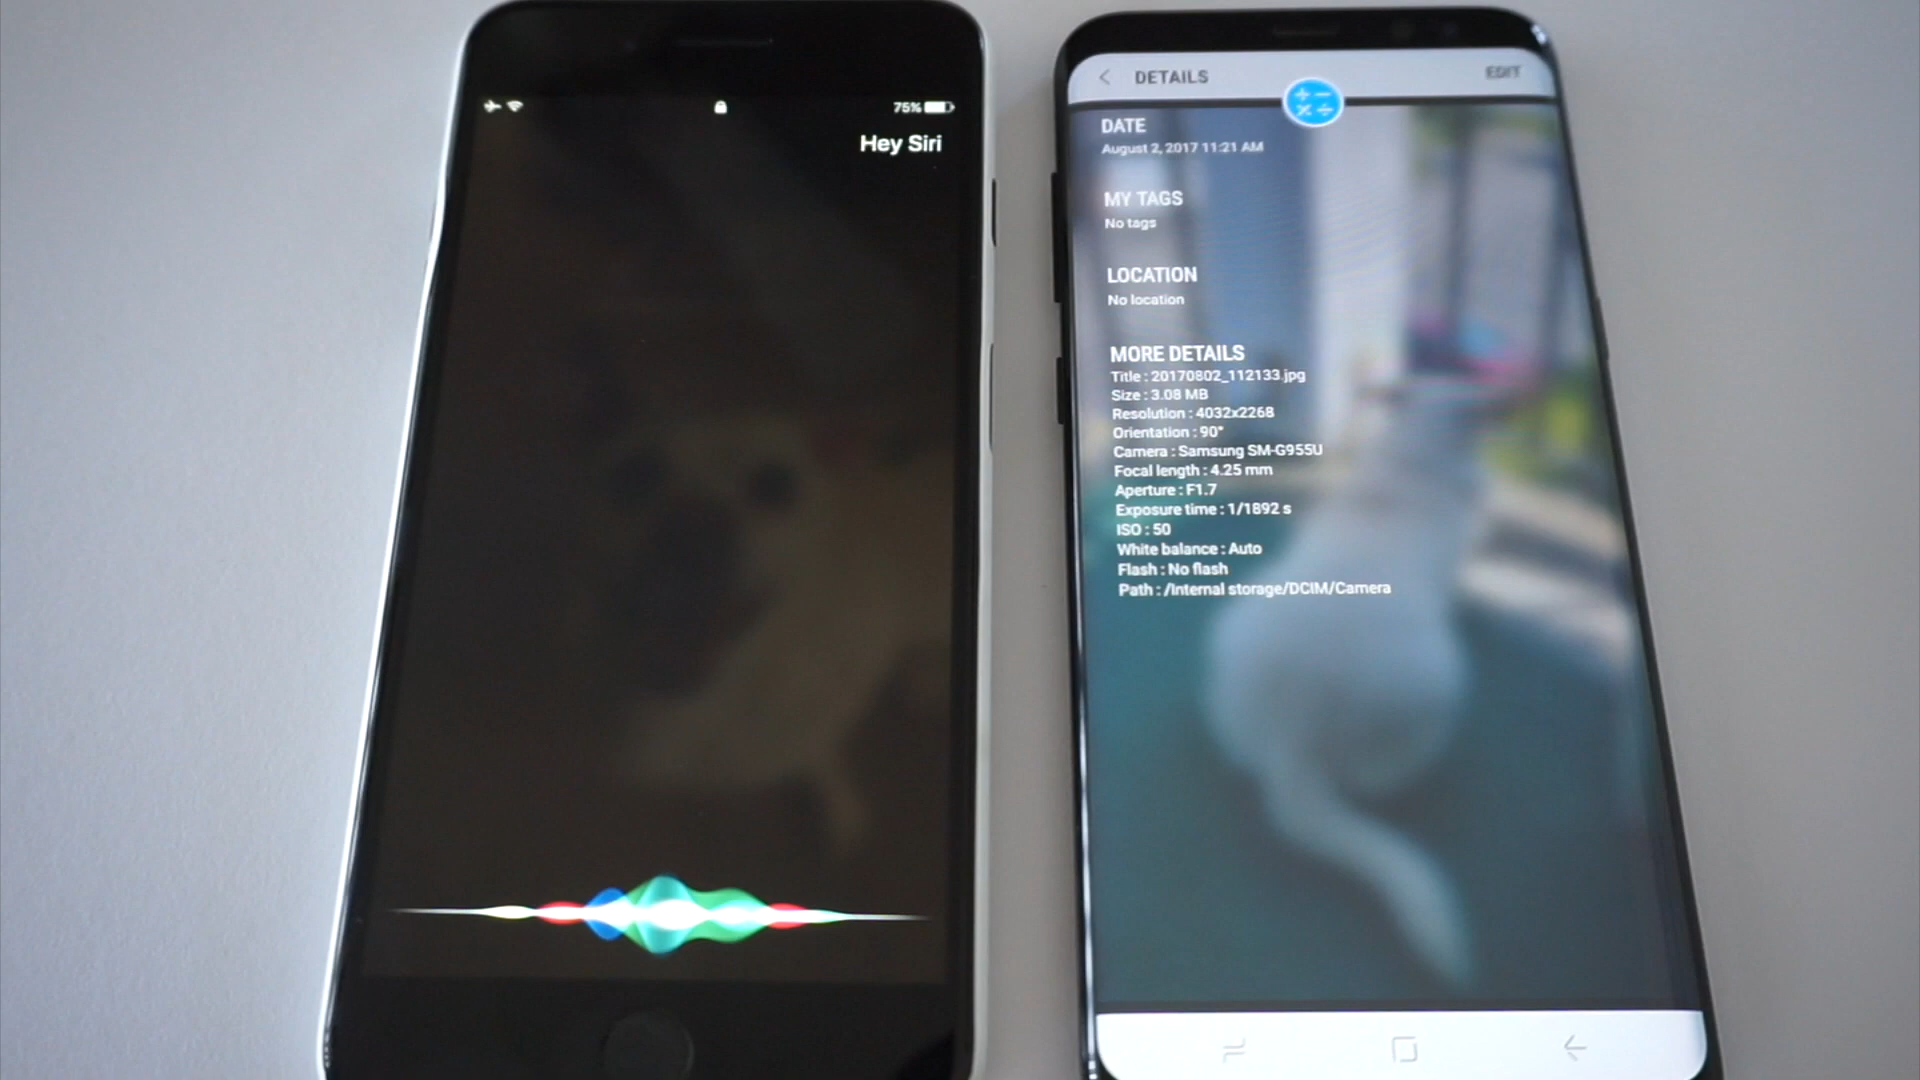 75%
Hey Siri
DETAILS
EDIT
DATE
August 2, 2017 11:21 AM
MY TAGS
No tags
LOCATION
No location
MORE DETAILS
Title : 20170802_112133.jpg
Size : 3.08 MB
Resolution : 4032x2268
Orientation : 90°
Camera : Samsung SM-G955U
Focal length : 4.25 mm
Aperture : F1.7
Exposure time : 1/1892 s
ISO : 50
White balance : Auto
Flash : No flash
Path : /Internal storage/DCIM/Camera